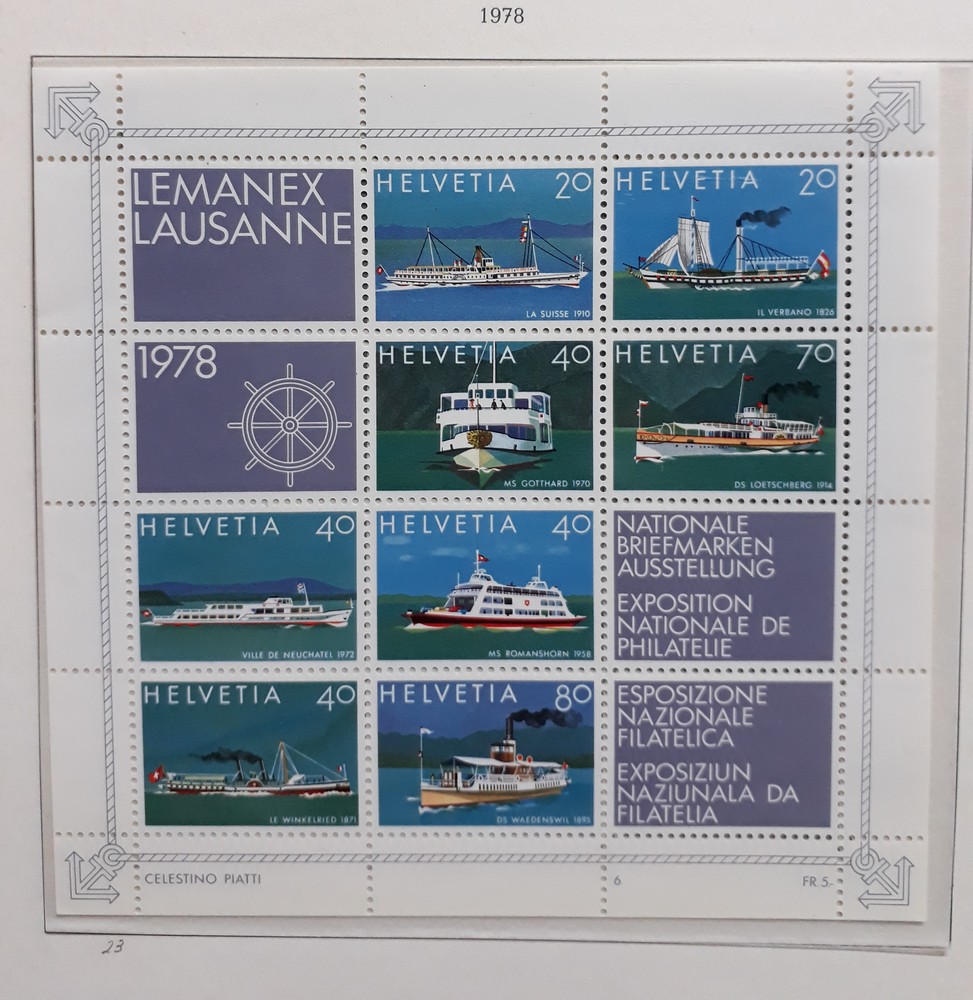 1978
LEMANEX
LAUSANNE
HELVETIA 20
LA SUISSE 1910
HELVETIA 20
IL VERBANO 1826
1978
HELVETIA 40
MS GOTTHARD 1970
HELVETIA 70
DS LOETSCHBERG 1914
HELVETIA 40
VILLE DE NEUCHATEL 1972
HELVETIA 40
MS ROMANSHORN 1958
NATIONALE
BRIEFMARKEN
AUSSTELLUNG
EXPOSITION
NATIONALE DE
PHILATELIE
HELVETIA 40
LE WINKELRIED 1871
HELVETIA 80
DS WAEDENSWIL 1895
ESPOSIZIONE
NAZIONALE
FILATELICA
EXPOSIZIUN
NAZIUNALA DA
FILATELIA
CELESTINO PIATTI
6
FR 5.-
23